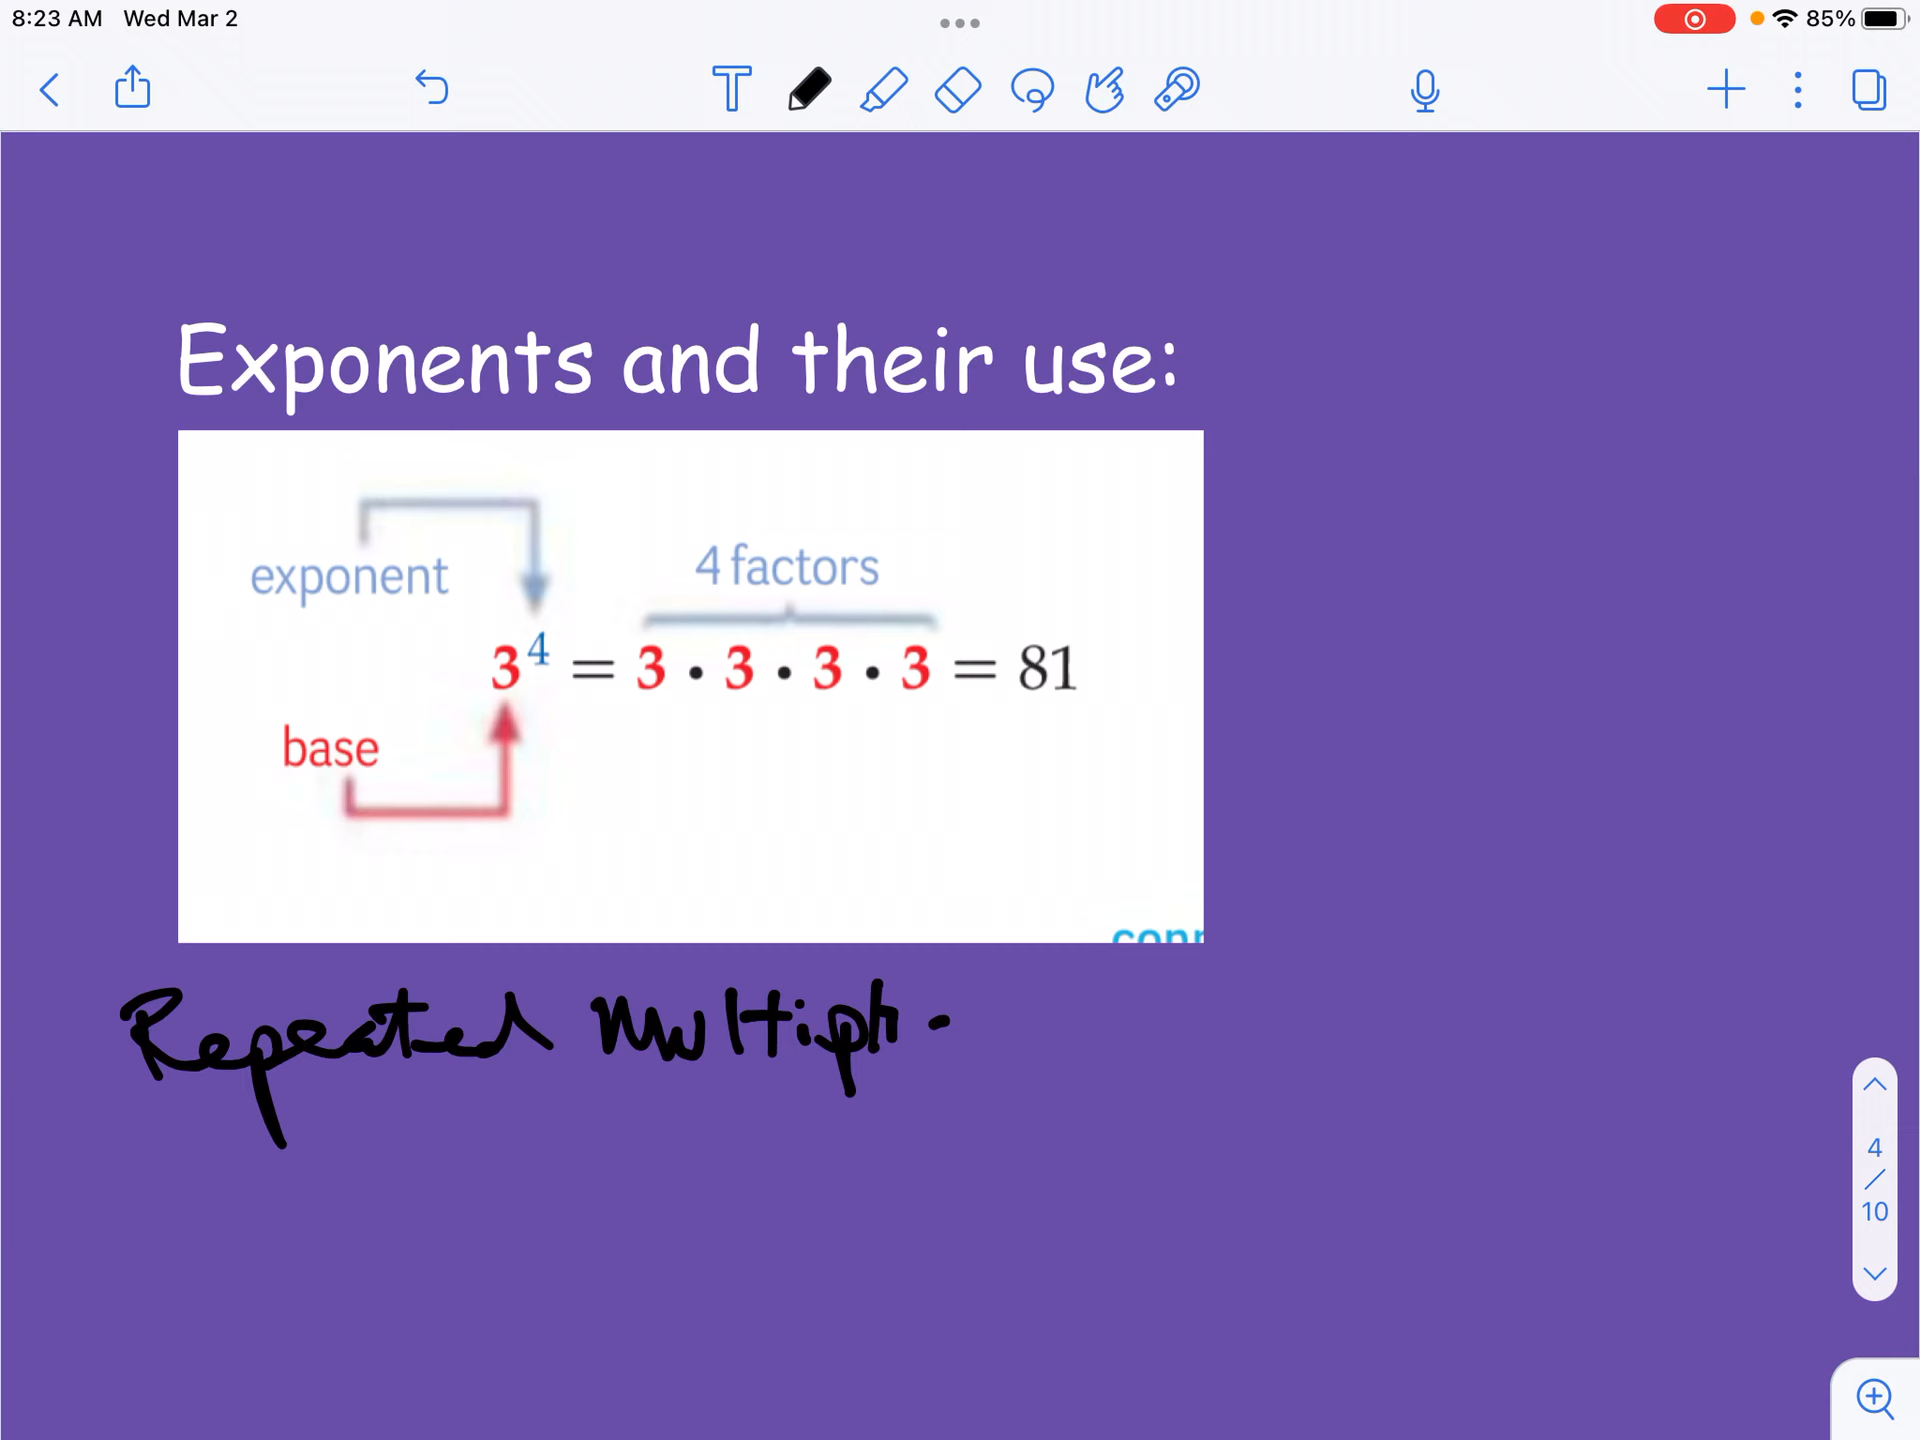 8:23 AM Wed Mar 2
85%
Exponents and their use:
exponent
4 factors
3⁴ = 3 · 3 · 3 · 3 = 81
base
conn
Repeated Multipli-
4
/
10